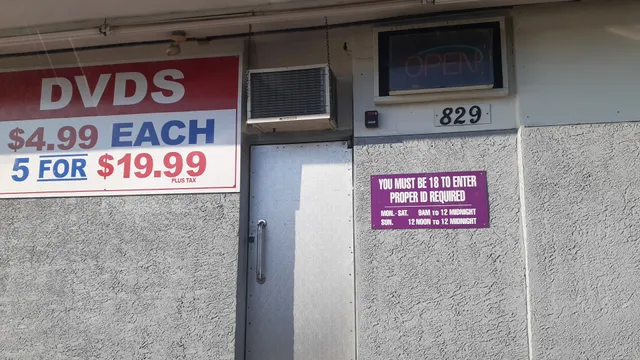 DVDS
$4.99 EACH
5 FOR $19.99
PLUS TAX
OPEN
829
YOU MUST BE 18 TO ENTER
PROPER ID REQUIRED
MON.-SAT. 9AM TO 12 MIDNIGHT
SUN. 12 NOON TO 12 MIDNIGHT